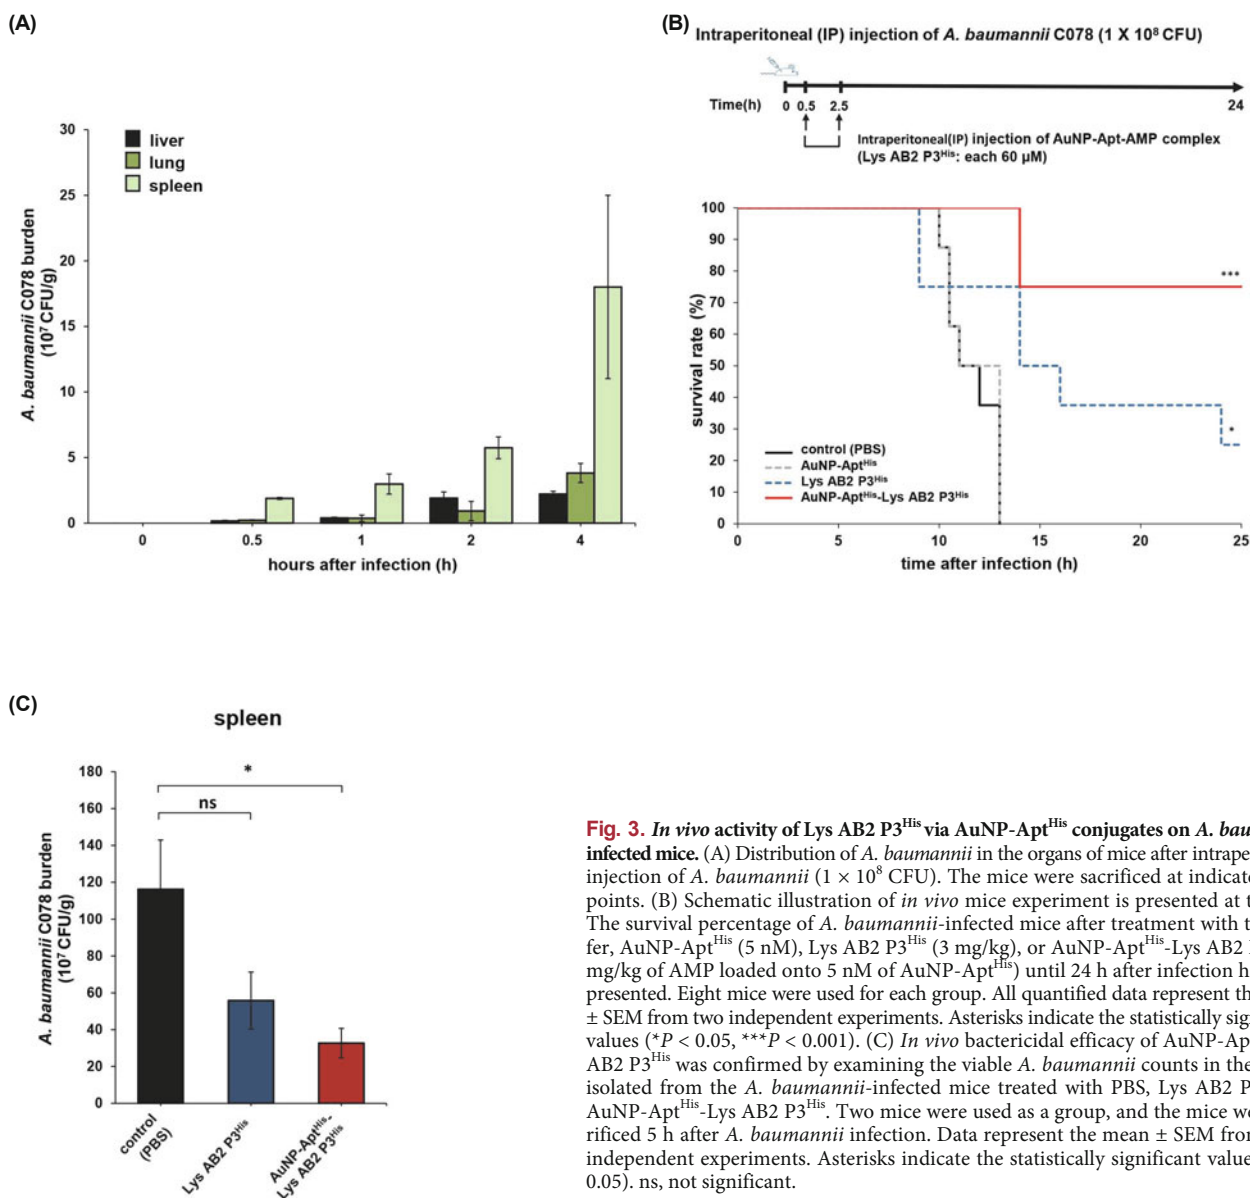 (A)
30
25
20
15
10
5
0
liver
lung
spleen
A. baumannii C078 burden
(10⁷ CFU/g)
0
0.5
1
2
4
hours after infection (h)
(B)
Intraperitoneal (IP) injection of A. baumannii C078 (1 X 10⁸ CFU)
Time(h)
0
0.5
2.5
24
Intraperitoneal(IP) injection of AuNP-Apt-AMP complex
(Lys AB2 P3ᴴⁱˢ: each 60 µM)
100
90
80
70
60
50
40
30
20
10
0
survival rate (%)
***
*
control (PBS)
AuNP-Aptᴴⁱˢ
Lys AB2 P3ᴴⁱˢ
AuNP-Aptᴴⁱˢ-Lys AB2 P3ᴴⁱˢ
0
5
10
15
20
25
time after infection (h)
(C)
spleen
180
160
140
120
100
80
60
40
20
0
A. baumannii C078 burden
(10⁷ CFU/g)
*
ns
control
(PBS)
Lys AB2 P3ᴴⁱˢ
AuNP-Aptᴴⁱˢ-
Lys AB2 P3ᴴⁱˢ
Fig. 3. In vivo activity of Lys AB2 P3ᴴⁱˢ via AuNP-Aptᴴⁱˢ conjugates on A. bau
infected mice. (A) Distribution of A. baumannii in the organs of mice after intrape
injection of A. baumannii (1 × 10⁸ CFU). The mice were sacrificed at indicate
points. (B) Schematic illustration of in vivo mice experiment is presented at t
The survival percentage of A. baumannii-infected mice after treatment with t
fer, AuNP-Aptᴴⁱˢ (5 nM), Lys AB2 P3ᴴⁱˢ (3 mg/kg), or AuNP-Aptᴴⁱˢ-Lys AB2 
mg/kg of AMP loaded onto 5 nM of AuNP-Aptᴴⁱˢ) until 24 h after infection h
presented. Eight mice were used for each group. All quantified data represent th
± SEM from two independent experiments. Asterisks indicate the statistically sig
values (*P < 0.05, ***P < 0.001). (C) In vivo bactericidal efficacy of AuNP-Ap
AB2 P3ᴴⁱˢ was confirmed by examining the viable A. baumannii counts in the
isolated from the A. baumannii-infected mice treated with PBS, Lys AB2 P
AuNP-Aptᴴⁱˢ-Lys AB2 P3ᴴⁱˢ. Two mice were used as a group, and the mice we
rificed 5 h after A. baumannii infection. Data represent the mean ± SEM from
independent experiments. Asterisks indicate the statistically significant value
0.05). ns, not significant.